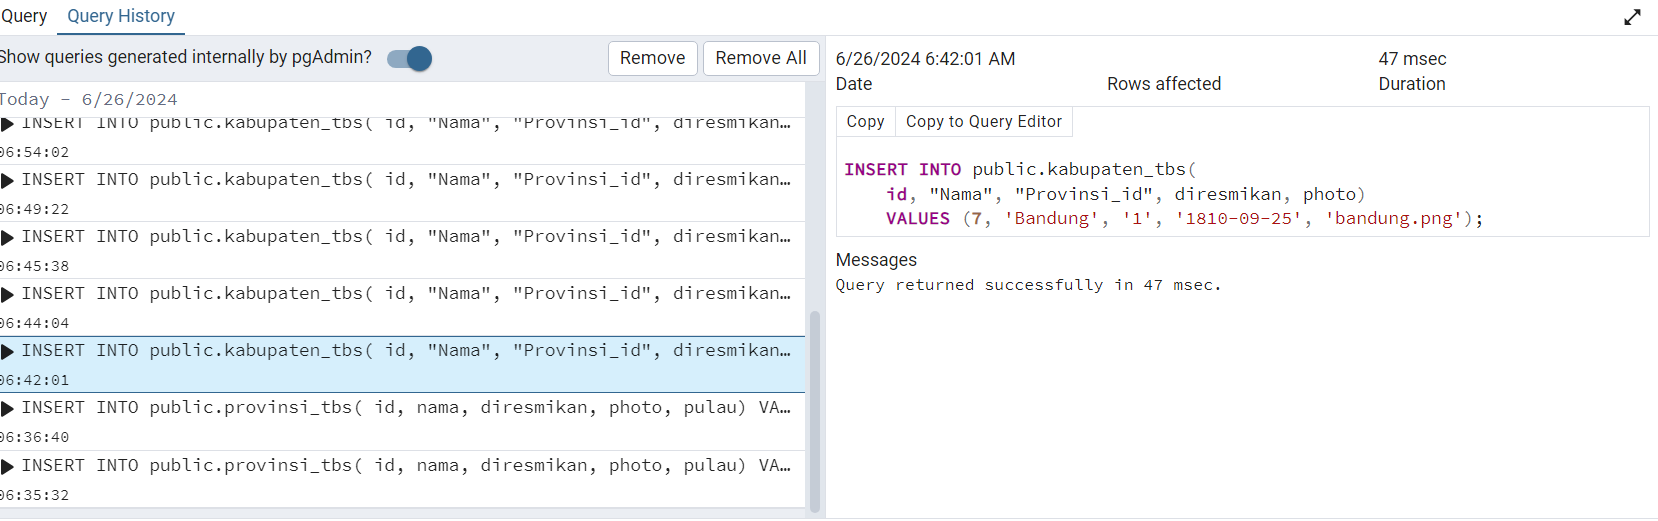 Query Query History
Show queries generated internally by pgAdmin? Remove Remove All
Today - 6/26/2024
INSERT INTO public.kabupaten_tbs( id, "Nama", "Provinsi_id", diresmikan…
06:54:02
INSERT INTO public.kabupaten_tbs( id, "Nama", "Provinsi_id", diresmikan…
06:49:22
INSERT INTO public.kabupaten_tbs( id, "Nama", "Provinsi_id", diresmikan…
06:45:38
INSERT INTO public.kabupaten_tbs( id, "Nama", "Provinsi_id", diresmikan…
06:44:04
INSERT INTO public.kabupaten_tbs( id, "Nama", "Provinsi_id", diresmikan…
06:42:01
INSERT INTO public.provinsi_tbs( id, nama, diresmikan, photo, pulau) VA…
06:36:40
INSERT INTO public.provinsi_tbs( id, nama, diresmikan, photo, pulau) VA…
06:35:32
6/26/2024 6:42:01 AM 47 msec
Date Rows affected Duration
Copy Copy to Query Editor
INSERT INTO public.kabupaten_tbs(
id, "Nama", "Provinsi_id", diresmikan, photo)
VALUES (7, 'Bandung', '1', '1810-09-25', 'bandung.png');
Messages
Query returned successfully in 47 msec.